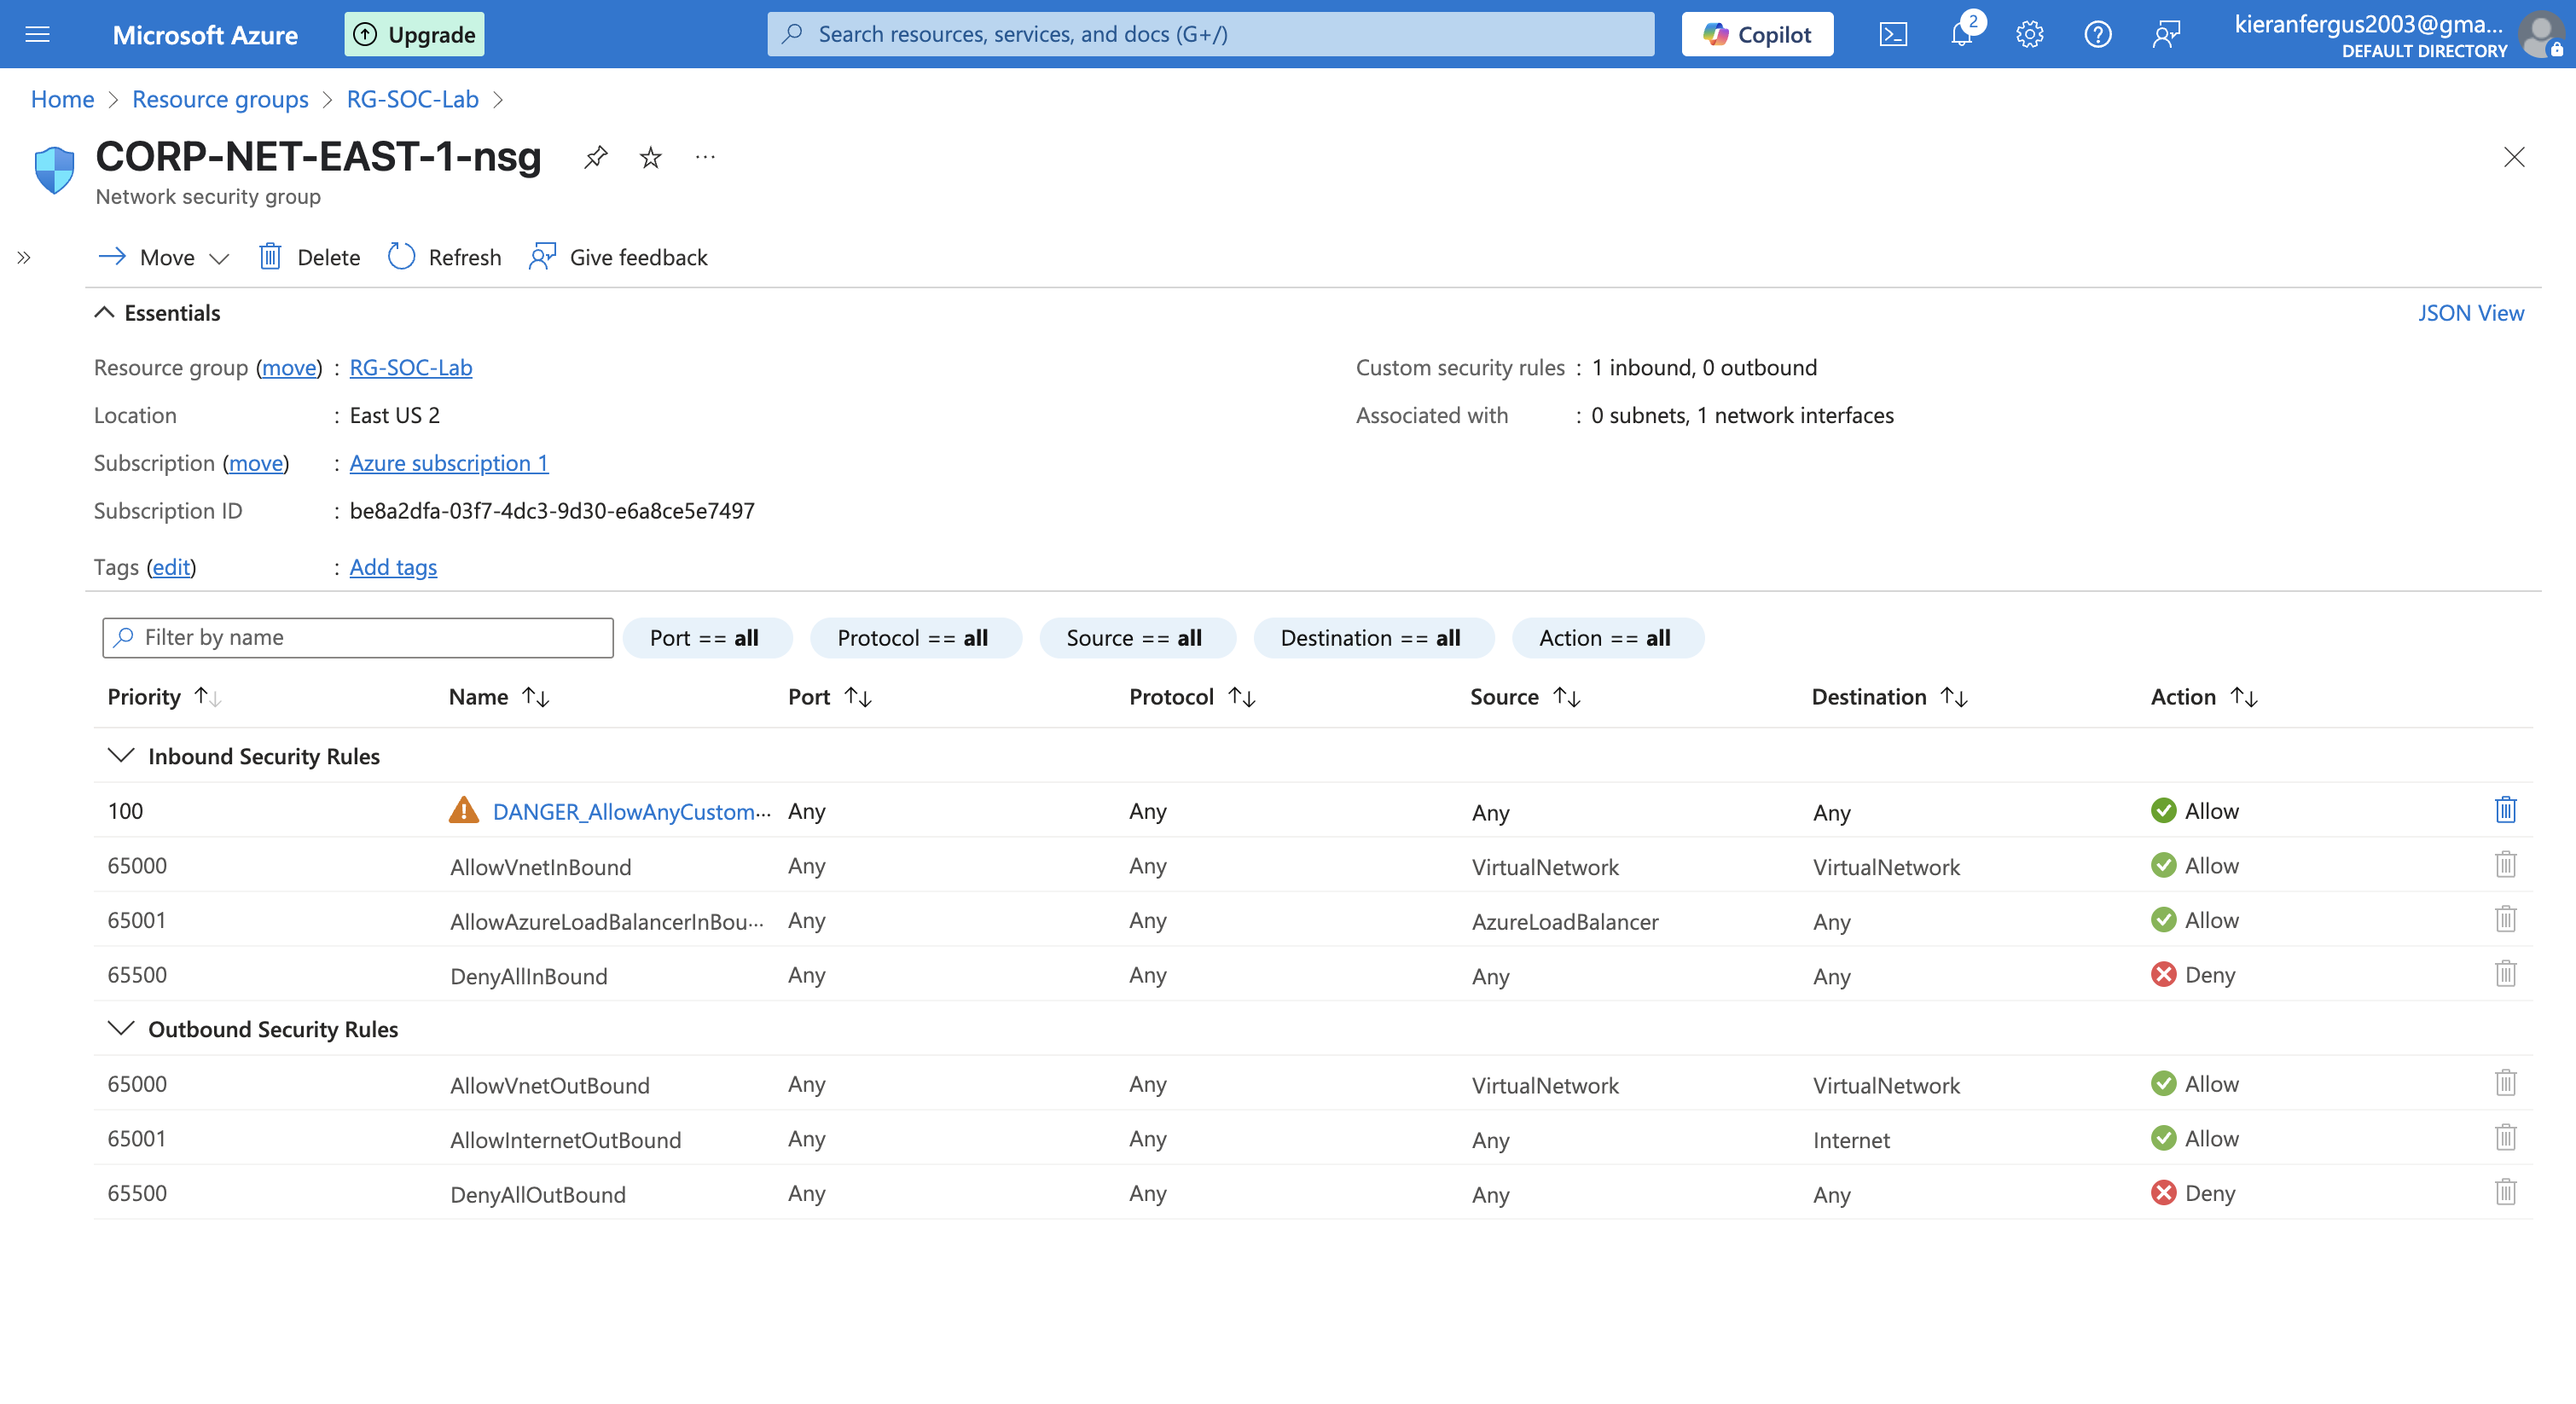 Microsoft Azure
Upgrade
Search resources, services, and docs (G+/)
Copilot
2
kieranfergus2003@gma...
DEFAULT DIRECTORY
Home > Resource groups > RG-SOC-Lab >
CORP-NET-EAST-1-nsg
Network security group
Move Delete Refresh Give feedback
Essentials JSON View
Resource group (move) : RG-SOC-Lab Custom security rules : 1 inbound, 0 outbound
Location : East US 2 Associated with : 0 subnets, 1 network interfaces
Subscription (move) : Azure subscription 1
Subscription ID : be8a2dfa-03f7-4dc3-9d30-e6a8ce5e7497
Tags (edit) : Add tags
Filter by name Port == all Protocol == all Source == all Destination == all Action == all
Priority Name Port Protocol Source Destination Action
Inbound Security Rules
100 DANGER_AllowAnyCustom... Any Any Any Any Allow
65000 AllowVnetInBound Any Any VirtualNetwork VirtualNetwork Allow
65001 AllowAzureLoadBalancerInBou... Any Any AzureLoadBalancer Any Allow
65500 DenyAllInBound Any Any Any Any Deny
Outbound Security Rules
65000 AllowVnetOutBound Any Any VirtualNetwork VirtualNetwork Allow
65001 AllowInternetOutBound Any Any Any Internet Allow
65500 DenyAllOutBound Any Any Any Any Deny